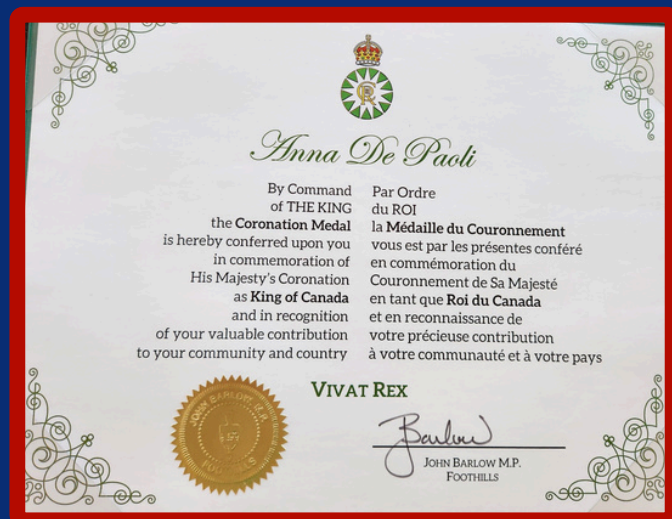 Anna De Paoli
By Command
of THE KING
the Coronation Medal
is hereby conferred upon you
in commemoration of
His Majesty's Coronation
as King of Canada
and in recognition
of your valuable contribution
to your community and country
Par Ordre
du ROI
la Médaille du Couronnement
vous est par les présentes conféré
en commémoration du
Couronnement de Sa Majesté
en tant que Roi du Canada
et en reconnaissance de
votre précieuse contribution
à votre communauté et à votre pays
VIVAT REX
JOHN BARLOW M.P.
FOOTHILLS
Barlow
JOHN BARLOW M.P.
FOOTHILLS